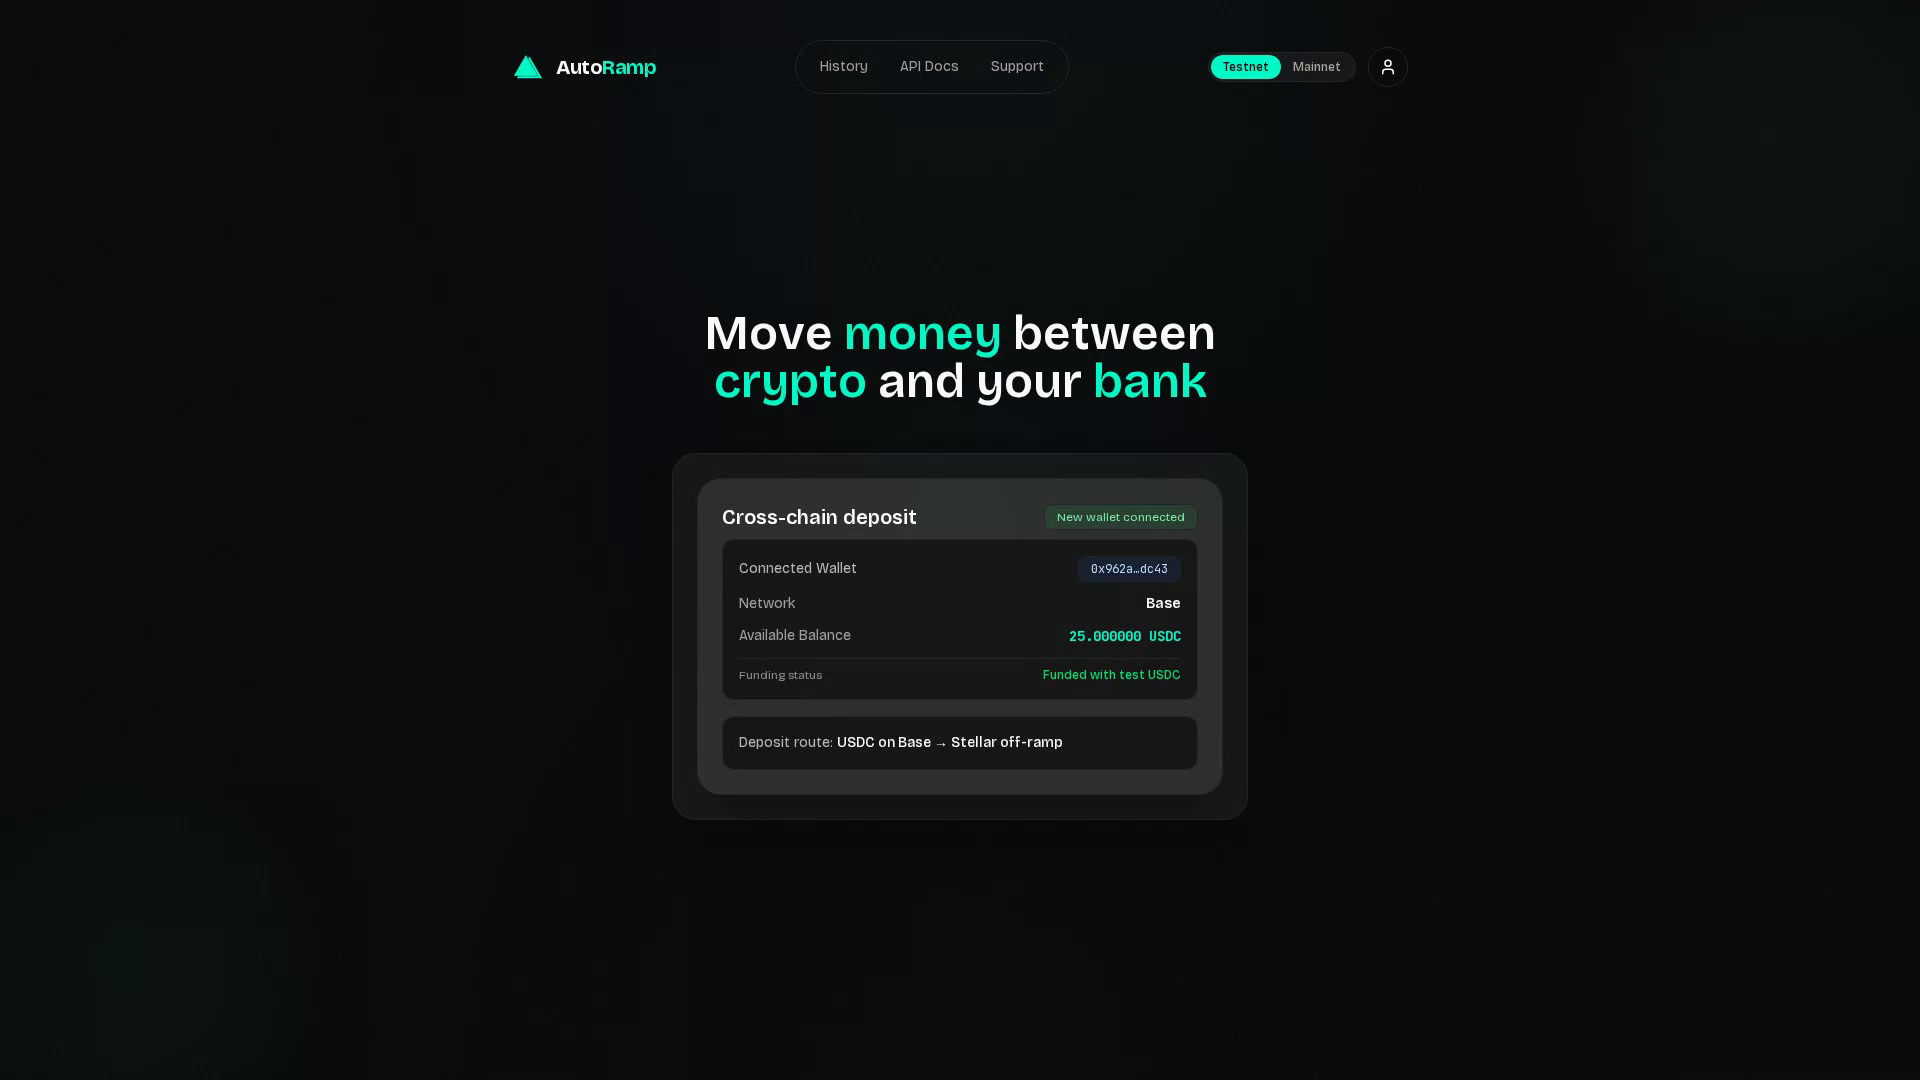 AutoRamp
History API Docs Support
Testnet Mainnet
Move money between
crypto and your bank
Cross-chain deposit
New wallet connected
Connected Wallet 0x962a…dc43
Network Base
Available Balance 25.000000 USDC
Funding status Funded with test USDC
Deposit route: USDC on Base → Stellar off-ramp